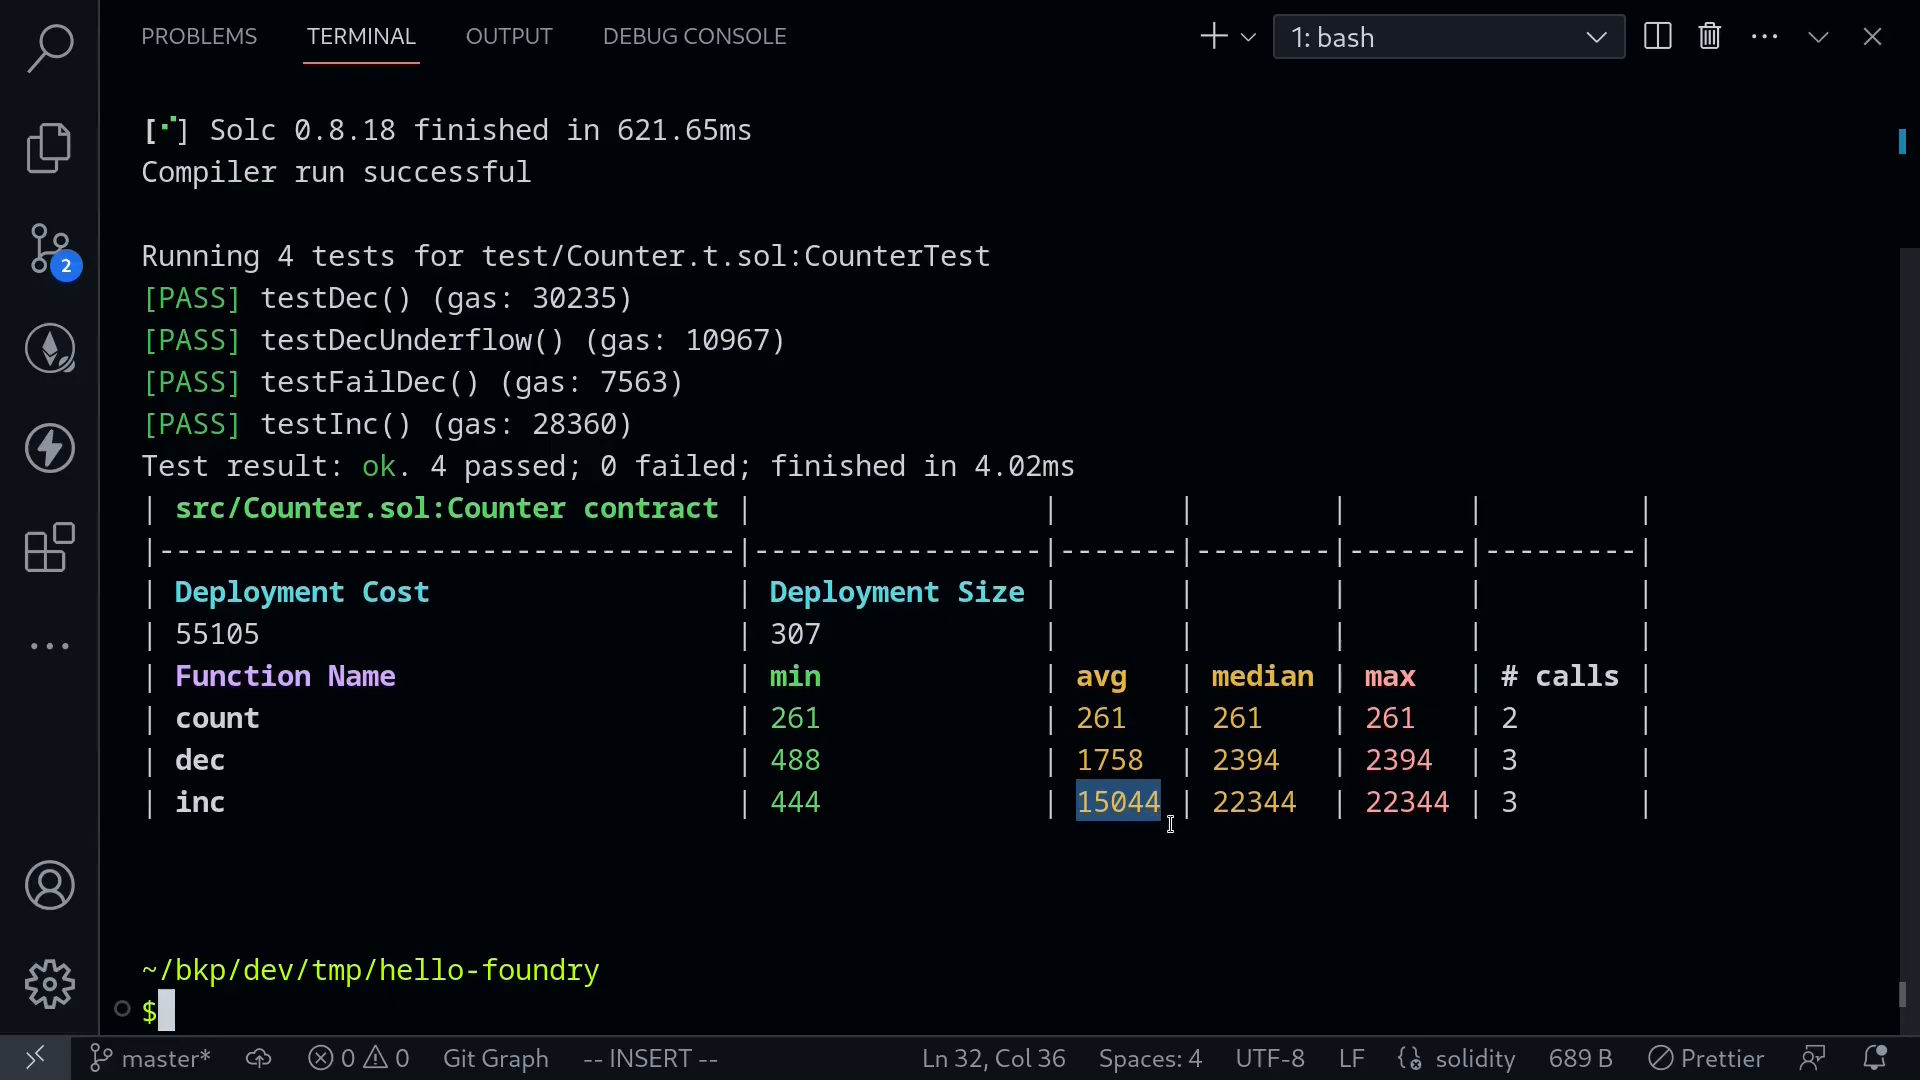 PROBLEMS TERMINAL OUTPUT DEBUG CONSOLE 1: bash
[⠊] Solc 0.8.18 finished in 621.65ms
Compiler run successful
Running 4 tests for test/Counter.t.sol:CounterTest
[PASS] testDec() (gas: 30235)
[PASS] testDecUnderflow() (gas: 10967)
[PASS] testFailDec() (gas: 7563)
[PASS] testInc() (gas: 28360)
Test result: ok. 4 passed; 0 failed; finished in 4.02ms
| src/Counter.sol:Counter contract | | | | | |
|----------------------------------|-----------------|-------|--------|-------|---------|
| Deployment Cost | Deployment Size | | | | |
| 55105 | 307 | | | | |
| Function Name | min | avg | median | max | # calls |
| count | 261 | 261 | 261 | 261 | 2 |
| dec | 488 | 1758 | 2394 | 2394 | 3 |
| inc | 444 | 15044 | 22344 | 22344 | 3 |
2
~/bkp/dev/tmp/hello-foundry
$
master* 0 0 Git Graph -- INSERT -- Ln 32, Col 36 Spaces: 4 UTF-8 LF solidity 689 B Prettier